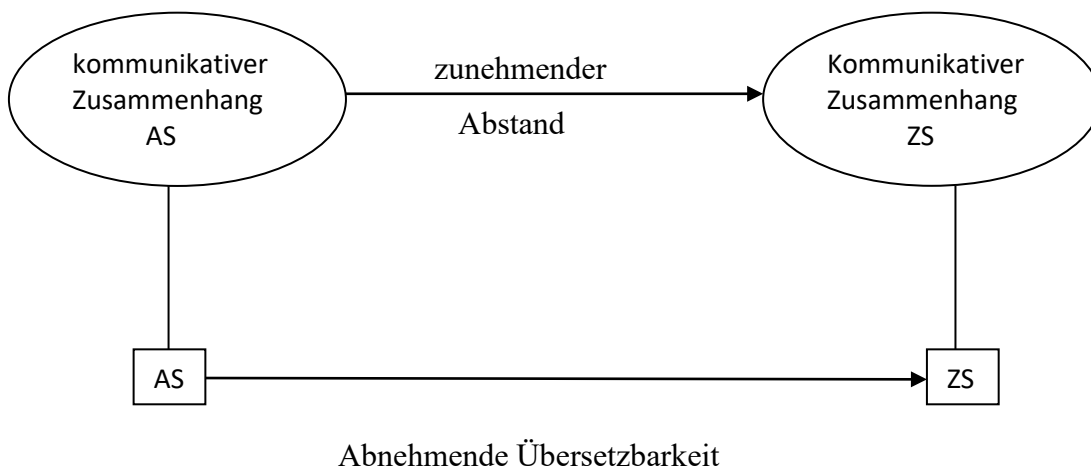 kommunikativer
Zusammenhang
AS
zunehmender
Abstand
Kommunikativer
Zusammenhang
ZS
AS
ZS
Abnehmende Übersetzbarkeit